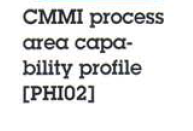 CMMI process
area capa-
bility profile
[PHI02]